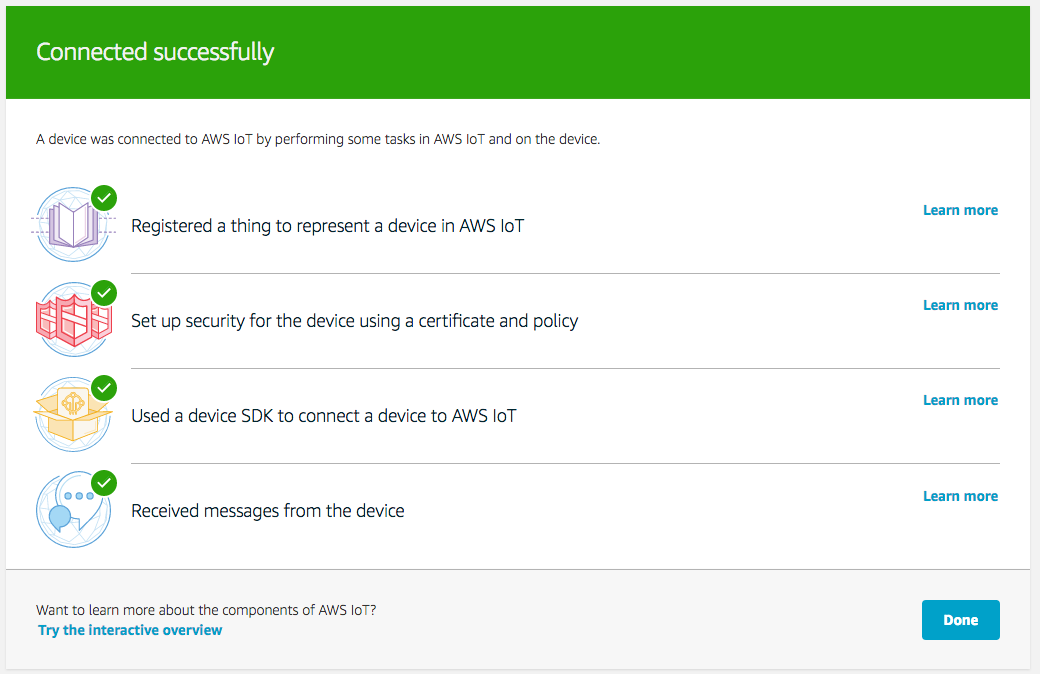 Connected successfully
A device was connected to AWS IoT by performing some tasks in AWS IoT and on the device.
Registered a thing to represent a device in AWS IoT
Learn more
Set up security for the device using a certificate and policy
Learn more
Used a device SDK to connect a device to AWS IoT
Learn more
Received messages from the device
Learn more
Want to learn more about the components of AWS IoT?
Try the interactive overview
Done